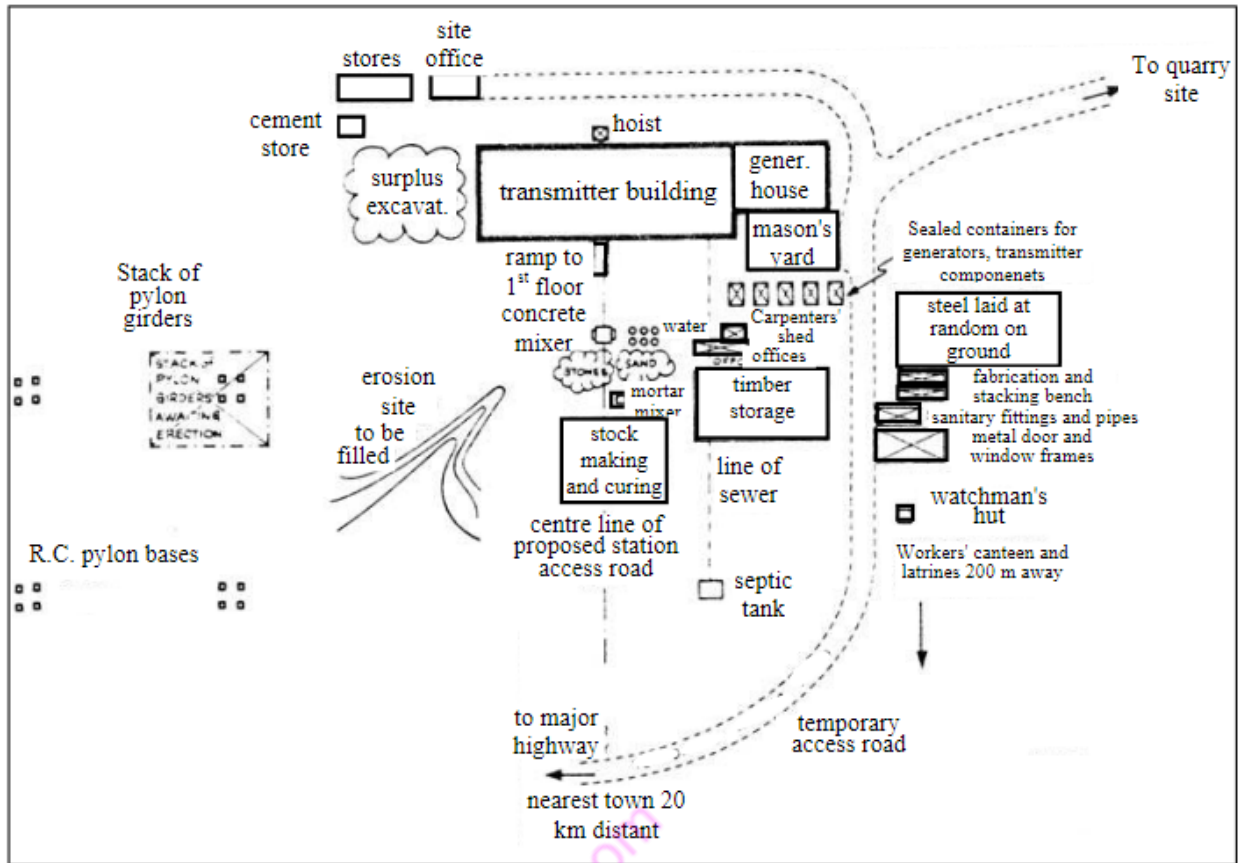 site
office
stores
To quarry
site
cement
store
hoist
surplus
excavat.
transmitter building
gener.
house
mason's
yard
Sealed containers for
generators, transmitter
componenets
Stack of
pylon
girders
ramp to
1st floor
concrete
mixer
water
Carpenters'
shed
offices
steel laid at
random on
ground
STACK OF
PYLON
GIRDERS
AWAITING
ERECTION
erosion
site
to be
filled
STONES
SAND
mortar
mixer
timber
storage
fabrication and
stacking bench
sanitary fittings and pipes
metal door and
window frames
stock
making
and curing
line of
sewer
watchman's
hut
centre line of
proposed station
access road
R.C. pylon bases
Workers' canteen and
latrines 200 m away
septic
tank
to major
highway
temporary
access road
nearest town 20
km distant